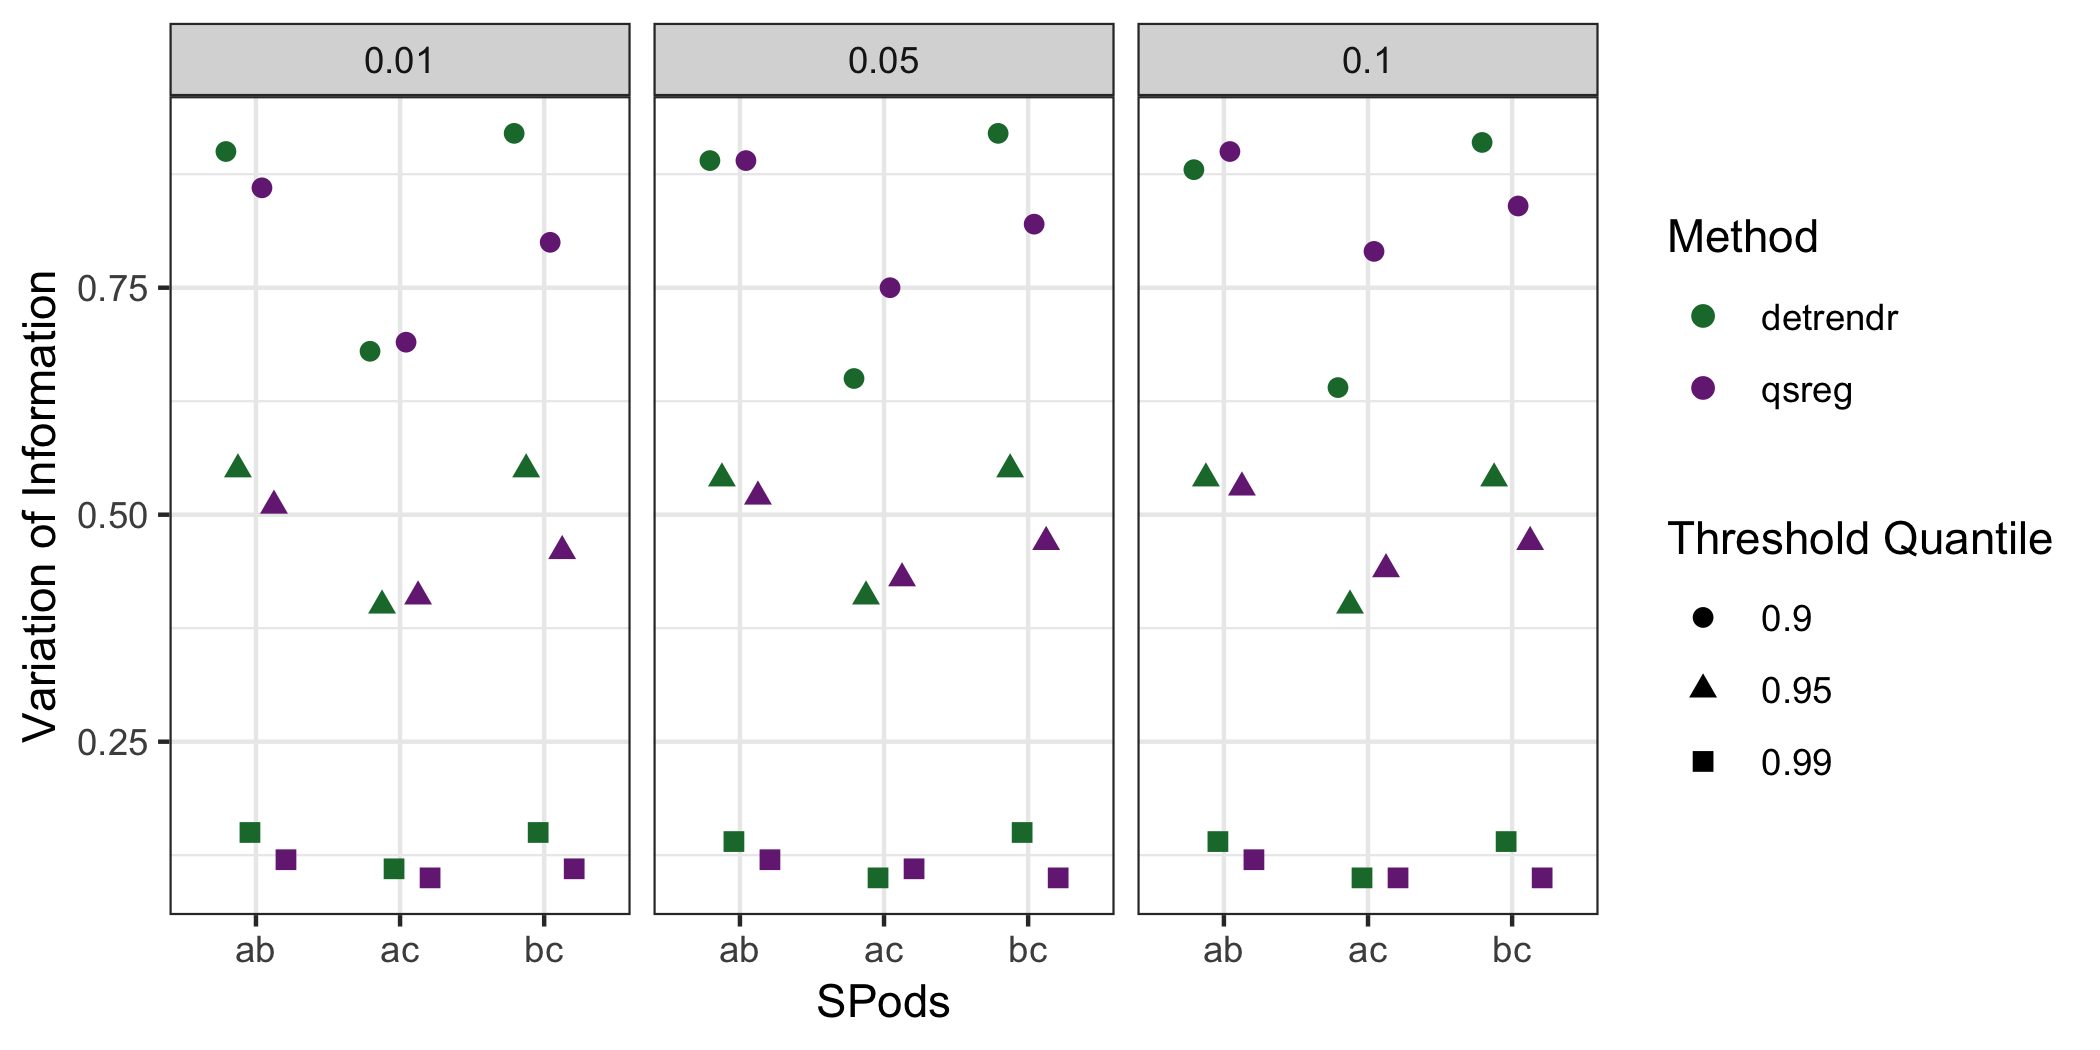 0.01
0.05
0.1
Variation of Information
0.75
0.50
0.25
ab
ac
bc
ab
ac
bc
ab
ac
bc
SPods
Method
detrendr
qsreg
Threshold Quantile
0.9
0.95
0.99